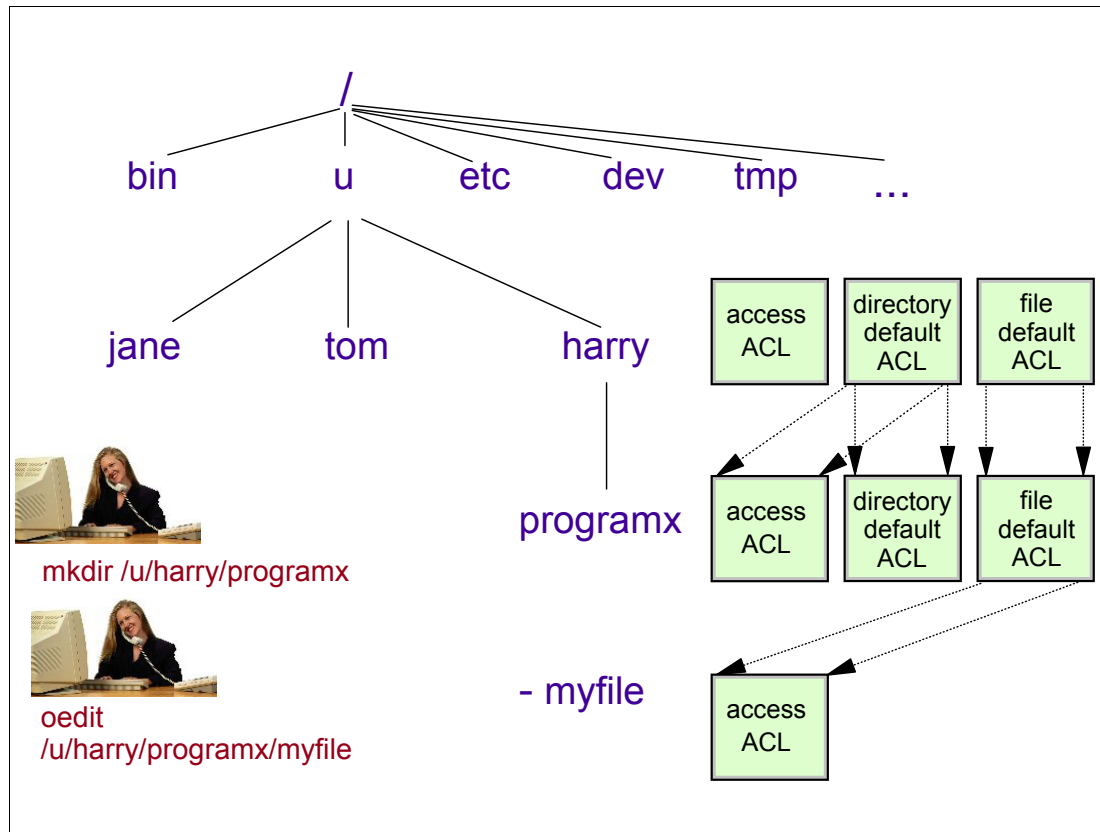 /
bin u etc dev tmp ...
jane tom harry
access
ACL
directory
default
ACL
file
default
ACL
programx
access
ACL
directory
default
ACL
file
default
ACL
mkdir /u/harry/programx
- myfile
access
ACL
oedit
/u/harry/programx/myfile